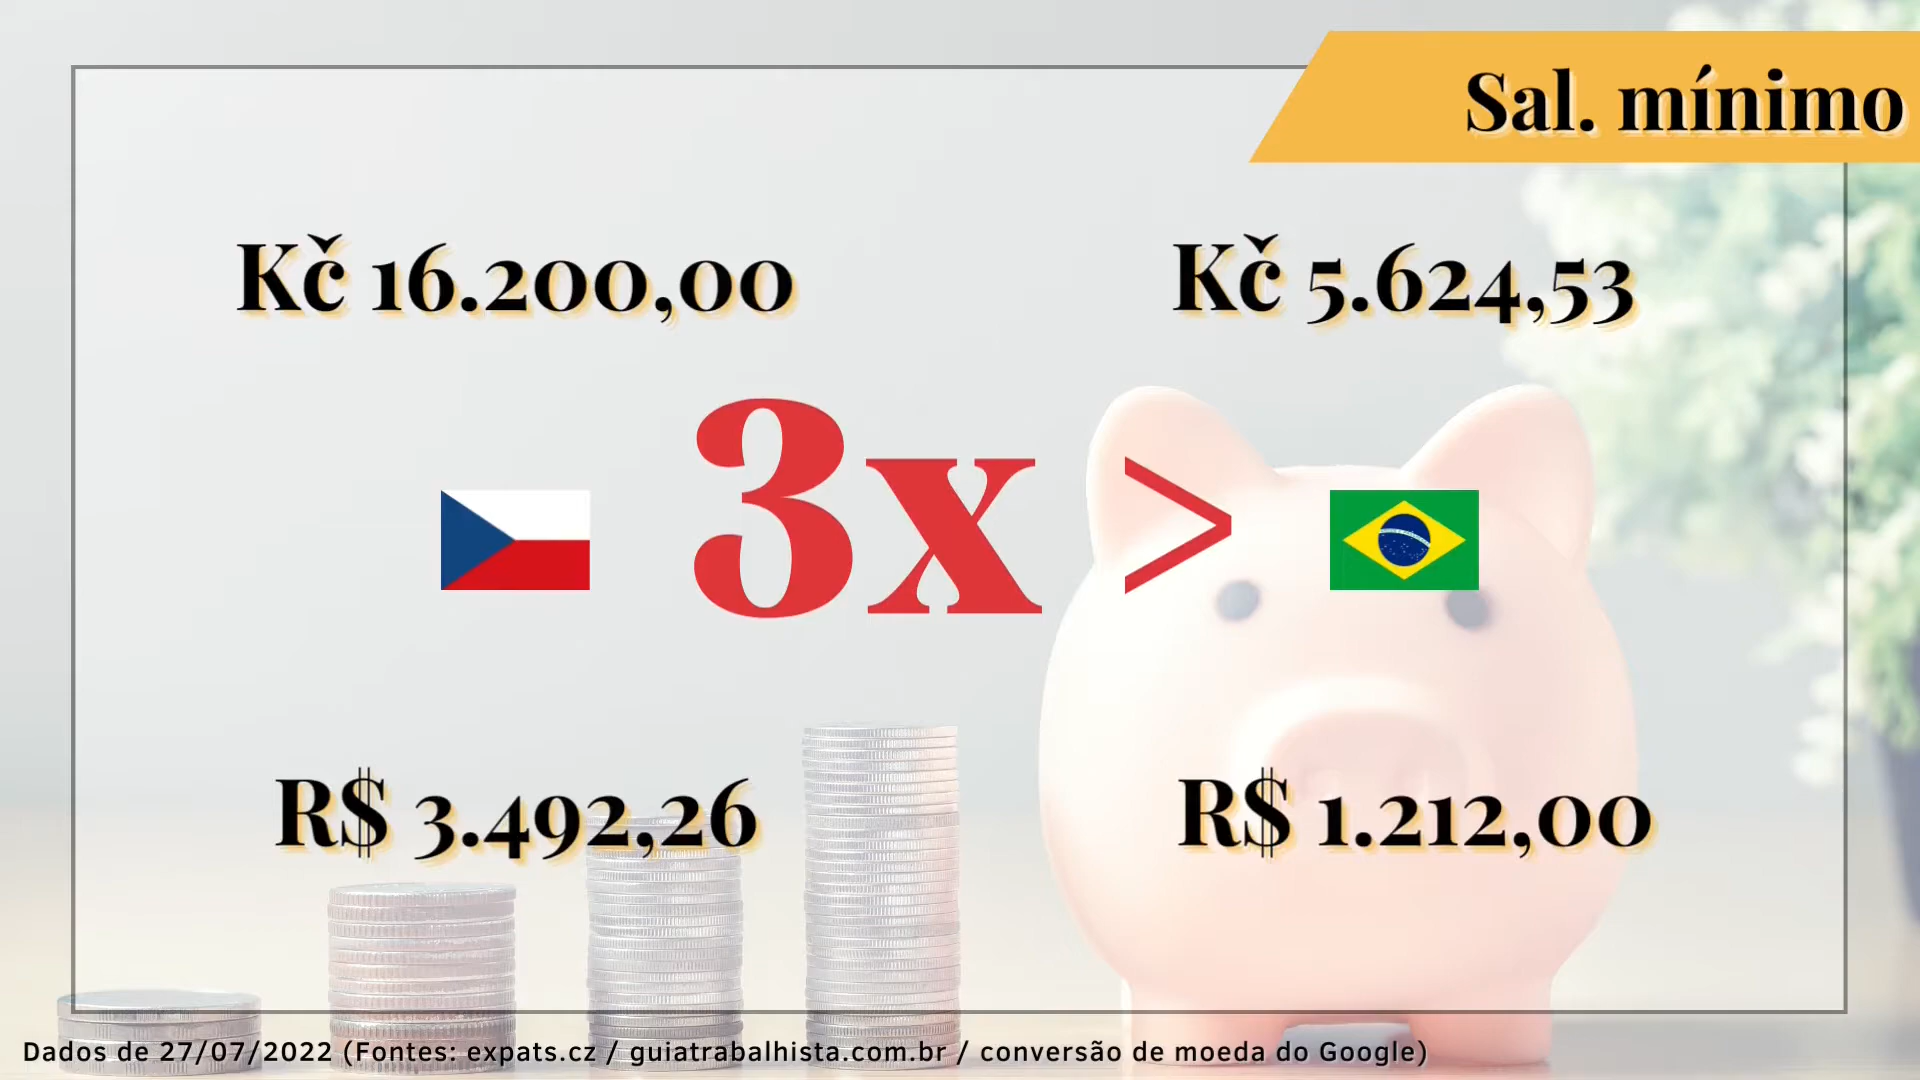 Sal. mínimo
Kč 16.200,00
Kč 5.624,53
3x >
R$ 3.492,26
R$ 1.212,00
Dados de 27/07/2022 (Fontes: expats.cz / guiatrabalhista.com.br / conversão de moeda do Google)